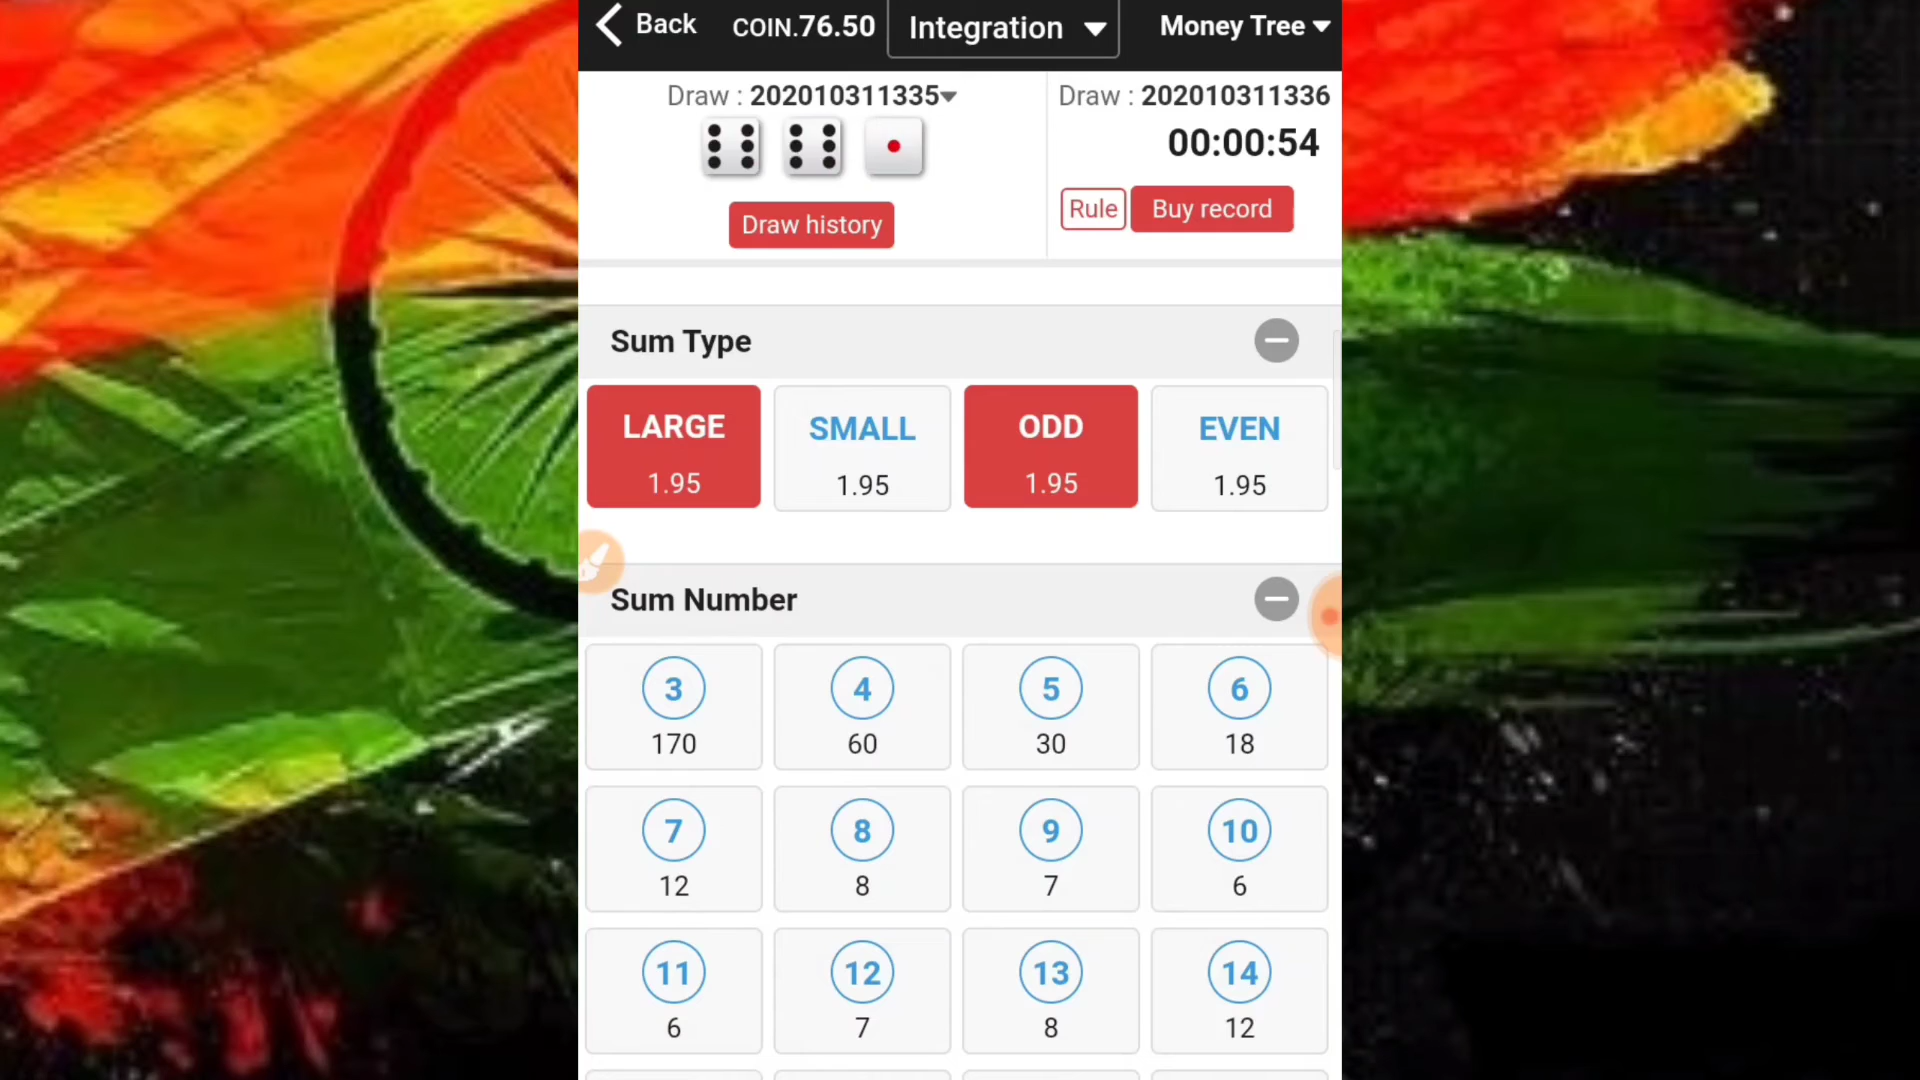 Back COIN.76.50 Integration Money Tree
Draw : 202010311335 Draw : 202010311336
00:00:54
Rule Buy record
Draw history
Sum Type
LARGE SMALL ODD EVEN
1.95 1.95 1.95 1.95
Sum Number
3 4 5 6
170 60 30 18
7 8 9 10
12 8 7 6
11 12 13 14
6 7 8 12